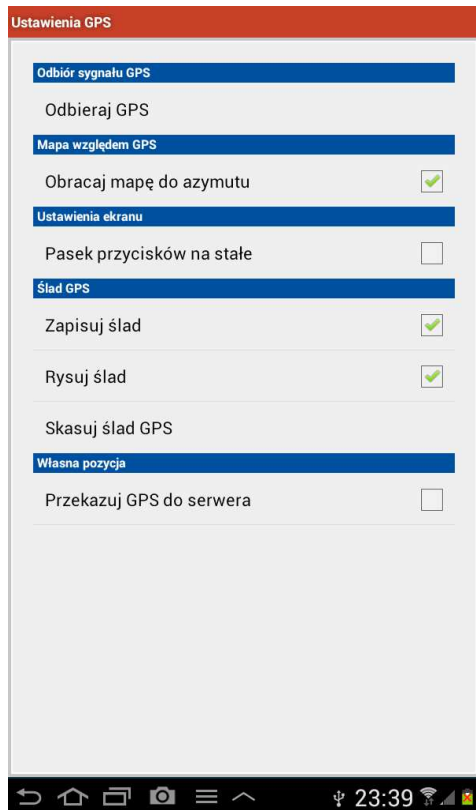 Ustawienia GPS
Odbiór sygnału GPS
Odbieraj GPS
Mapa względem GPS
Obracaj mapę do azymutu
Ustawienia ekranu
Pasek przycisków na stałe
Ślad GPS
Zapisuj ślad
Rysuj ślad
Skasuj ślad GPS
Własna pozycja
Przekazuj GPS do serwera
23:39